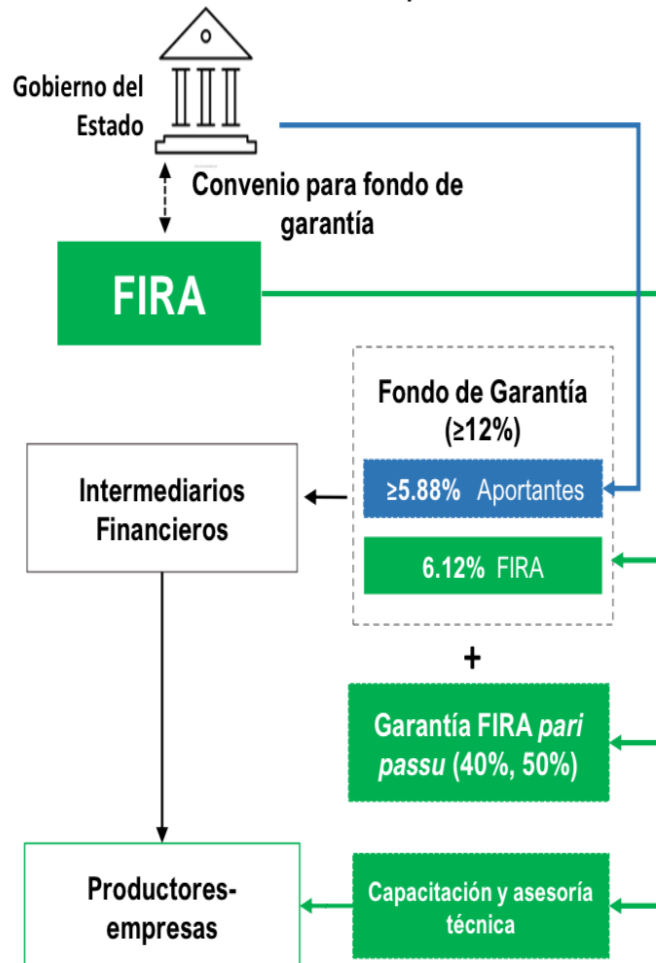 Gobierno del
Estado
Convenio para fondo de
garantía
FIRA
Fondo de Garantía
(≥12%)
≥5.88% Aportantes
6.12% FIRA
Intermediarios
Financieros
+
Garantía FIRA pari
passu (40%, 50%)
Productores-
empresas
Capacitación y asesoría
técnica